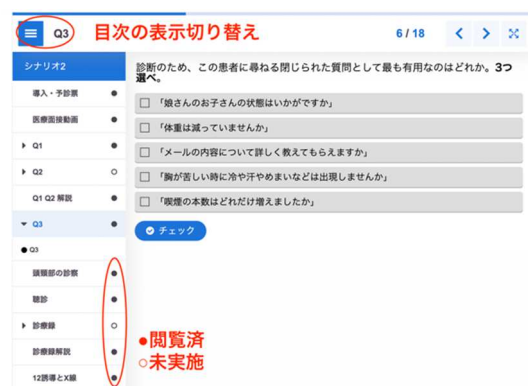 Q3 目次の表示切り替え 6 / 18
シナリオ2
導入・予診票
医療面接動画
Q1
Q2
Q1 Q2 解説
Q3
Q3
頭頸部の診察
聴診
診療録
診療録解説
12誘導とX線
診断のため、この患者に尋ねる閉じられた質問として最も有用なのはどれか。3つ
選べ。
「娘さんのお子さんの状態はいかがですか」
「体重は減っていませんか」
「メールの内容について詳しく教えてもらえますか」
「胸が苦しい時に冷や汗やめまいなどは出現しませんか」
「喫煙の本数はどれだけ増えましたか」
チェック
●閲覧済
○未実施